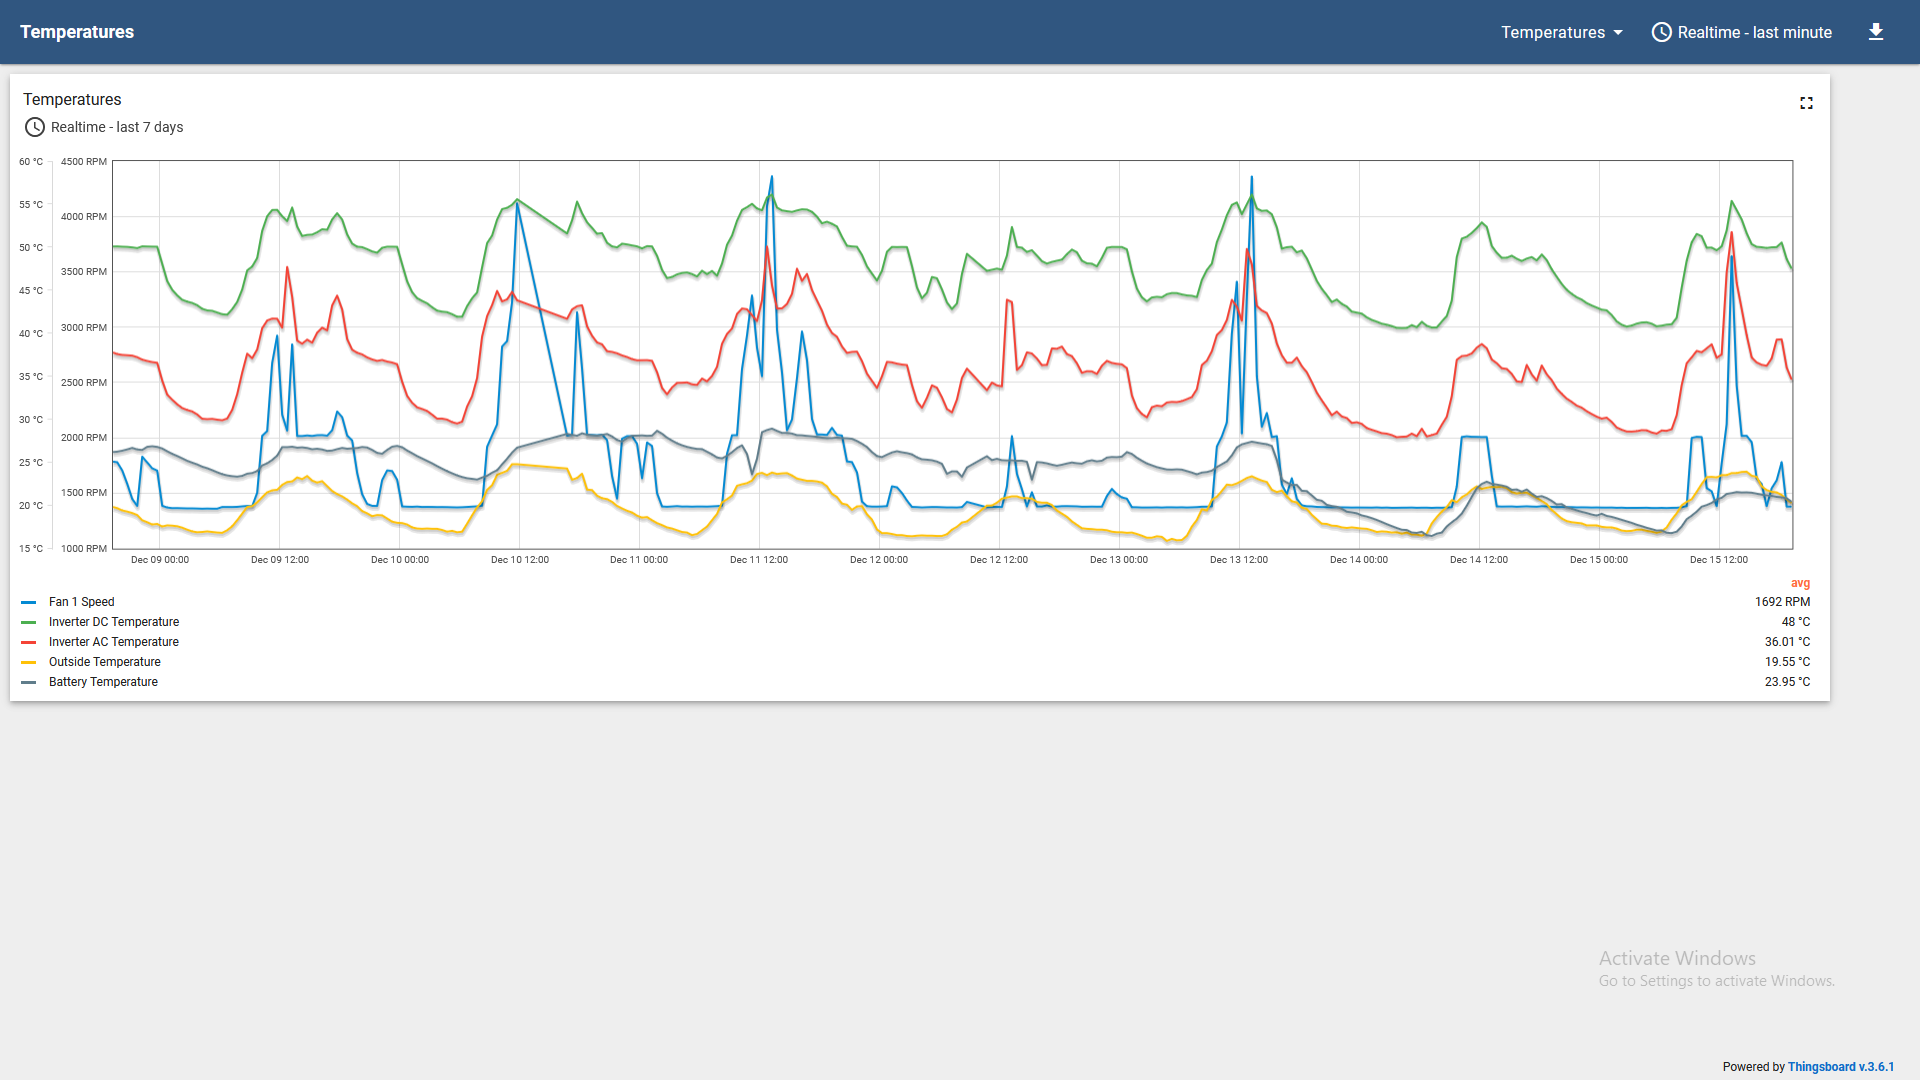 Temperatures
Temperatures
Realtime - last minute
Temperatures
Realtime - last 7 days
60 °C
55 °C
50 °C
45 °C
40 °C
35 °C
30 °C
25 °C
20 °C
15 °C
4500 RPM
4000 RPM
3500 RPM
3000 RPM
2500 RPM
2000 RPM
1500 RPM
1000 RPM
Dec 09 00:00
Dec 09 12:00
Dec 10 00:00
Dec 10 12:00
Dec 11 00:00
Dec 11 12:00
Dec 12 00:00
Dec 12 12:00
Dec 13 00:00
Dec 13 12:00
Dec 14 00:00
Dec 14 12:00
Dec 15 00:00
Dec 15 12:00
avg
Fan 1 Speed 1692 RPM
Inverter DC Temperature 48 °C
Inverter AC Temperature 36.01 °C
Outside Temperature 19.55 °C
Battery Temperature 23.95 °C
Activate Windows
Go to Settings to activate Windows.
Powered by Thingsboard v.3.6.1